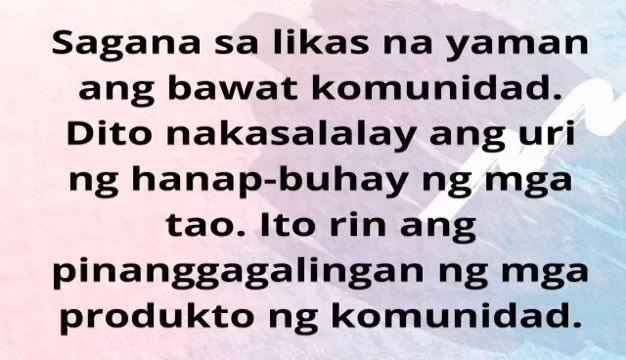 Sagana sa likas na yaman
ang bawat komunidad.
Dito nakasalalay ang uri
ng hanap-buhay ng mga
tao. Ito rin ang
pinanggagalingan ng mga
produkto ng komunidad.